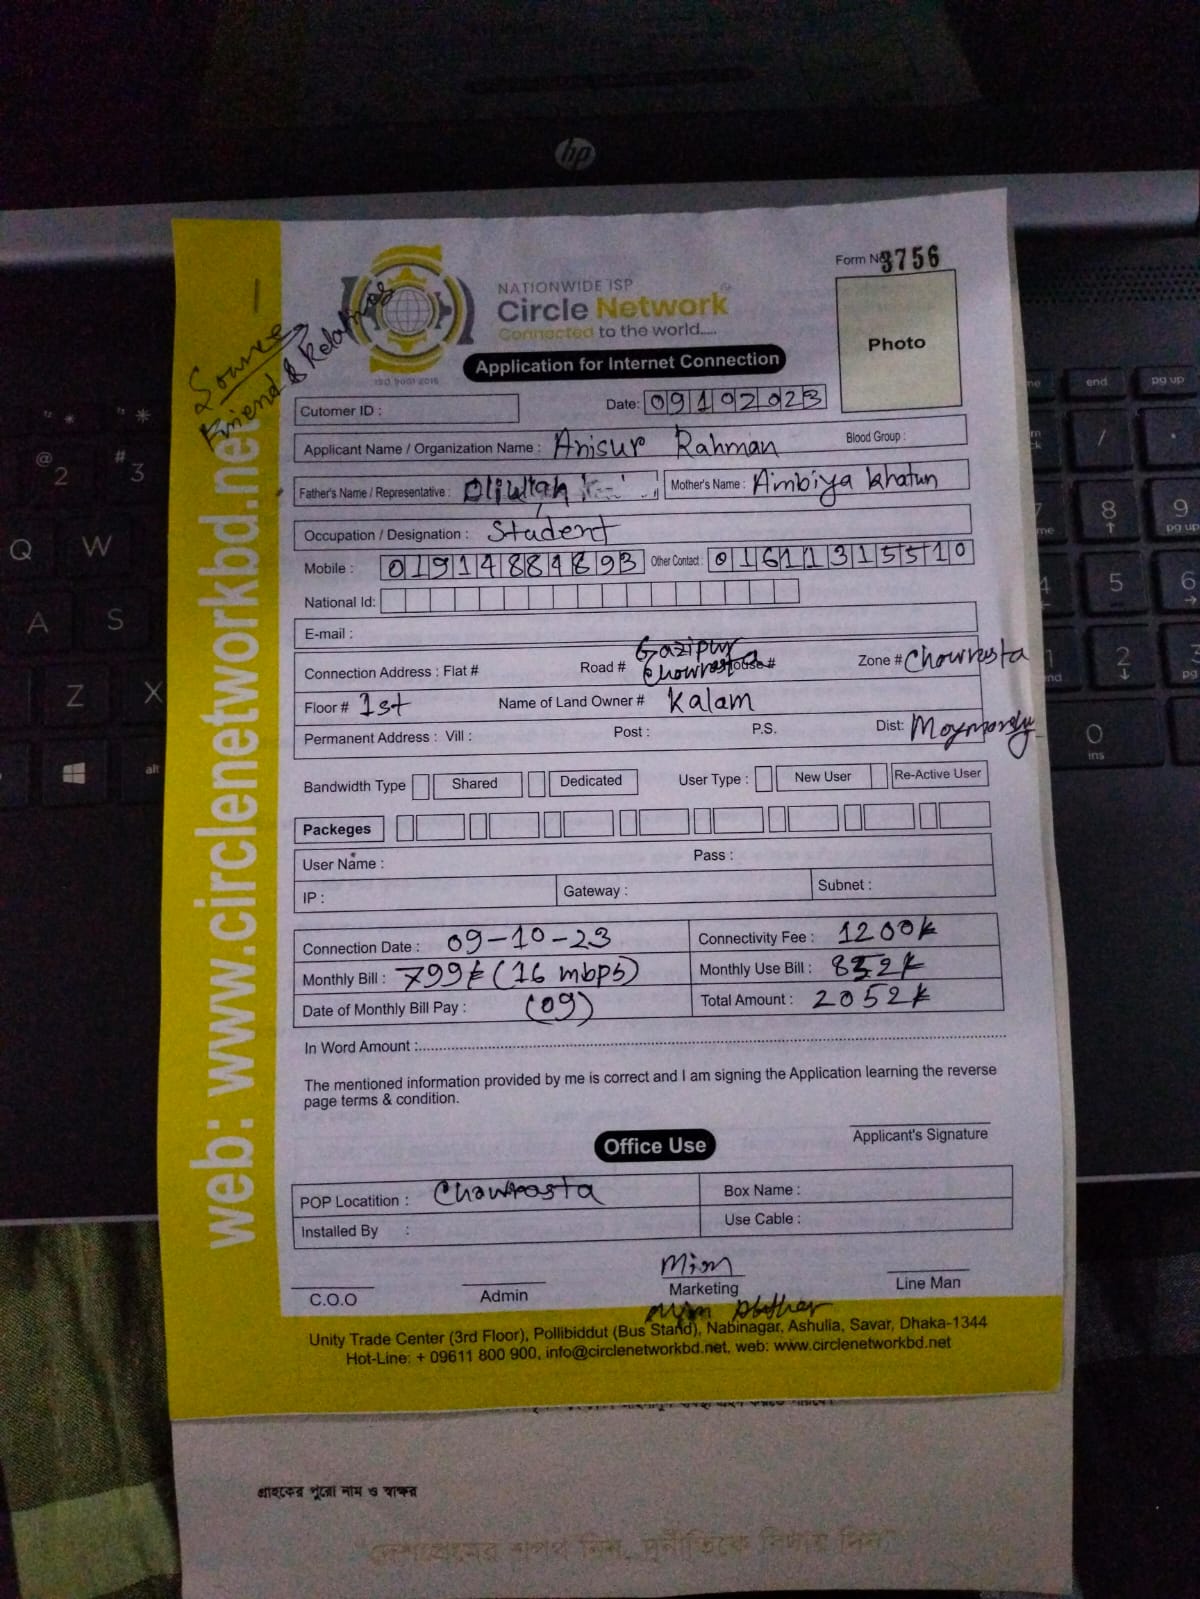 hp
NATIONWIDE ISP
Circle Network
Connected to the world.....
ISO 9001:2015
Application for Internet Connection
Form No 3756
Photo
Source
Friend & Relatives
web: www.circlenetworkbd.net
Cutomer ID :
Date: 09102023
Applicant Name / Organization Name : Anisur Rahman Blood Group :
Father's Name / Representative : Oliullah Mother's Name : Ambiya Khatun
Occupation / Designation : Student
Mobile : 01914884893 Other Contact : 01611315510
National Id:
E-mail :
Connection Address : Flat # Road # Gazipur Chowrasta House # Zone # Chowrasta
Floor # 1st Name of Land Owner # Kalam
Permanent Address : Vill : Post : P.S. Dist:
Bandwidth Type Shared Dedicated User Type : New User Re-Active User
Packeges
User Name : Pass :
IP : Gateway : Subnet :
Connection Date : 09-10-23 Connectivity Fee : 1200৳
Monthly Bill : 799৳ (16 mbps) Monthly Use Bill : 852৳
Date of Monthly Bill Pay : (09) Total Amount : 2052৳
In Word Amount :
The mentioned information provided by me is correct and I am signing the Application learning the reverse
page terms & condition.
Applicant's Signature
Office Use
POP Locatition : Chowrasta Box Name :
Installed By : Use Cable :
Mim
C.O.O Admin Marketing Line Man
Unity Trade Center (3rd Floor), Pollibiddut (Bus Stand), Nabinagar, Ashulia, Savar, Dhaka-1344
Hot-Line: + 09611 800 900, info@circlenetworkbd.net, web: www.circlenetworkbd.net
গ্রাহকের পুরো নাম ও স্বাক্ষর
"দেশপ্রেমের শপথ নিন, দুর্নীতিকে বিদায় দিন"